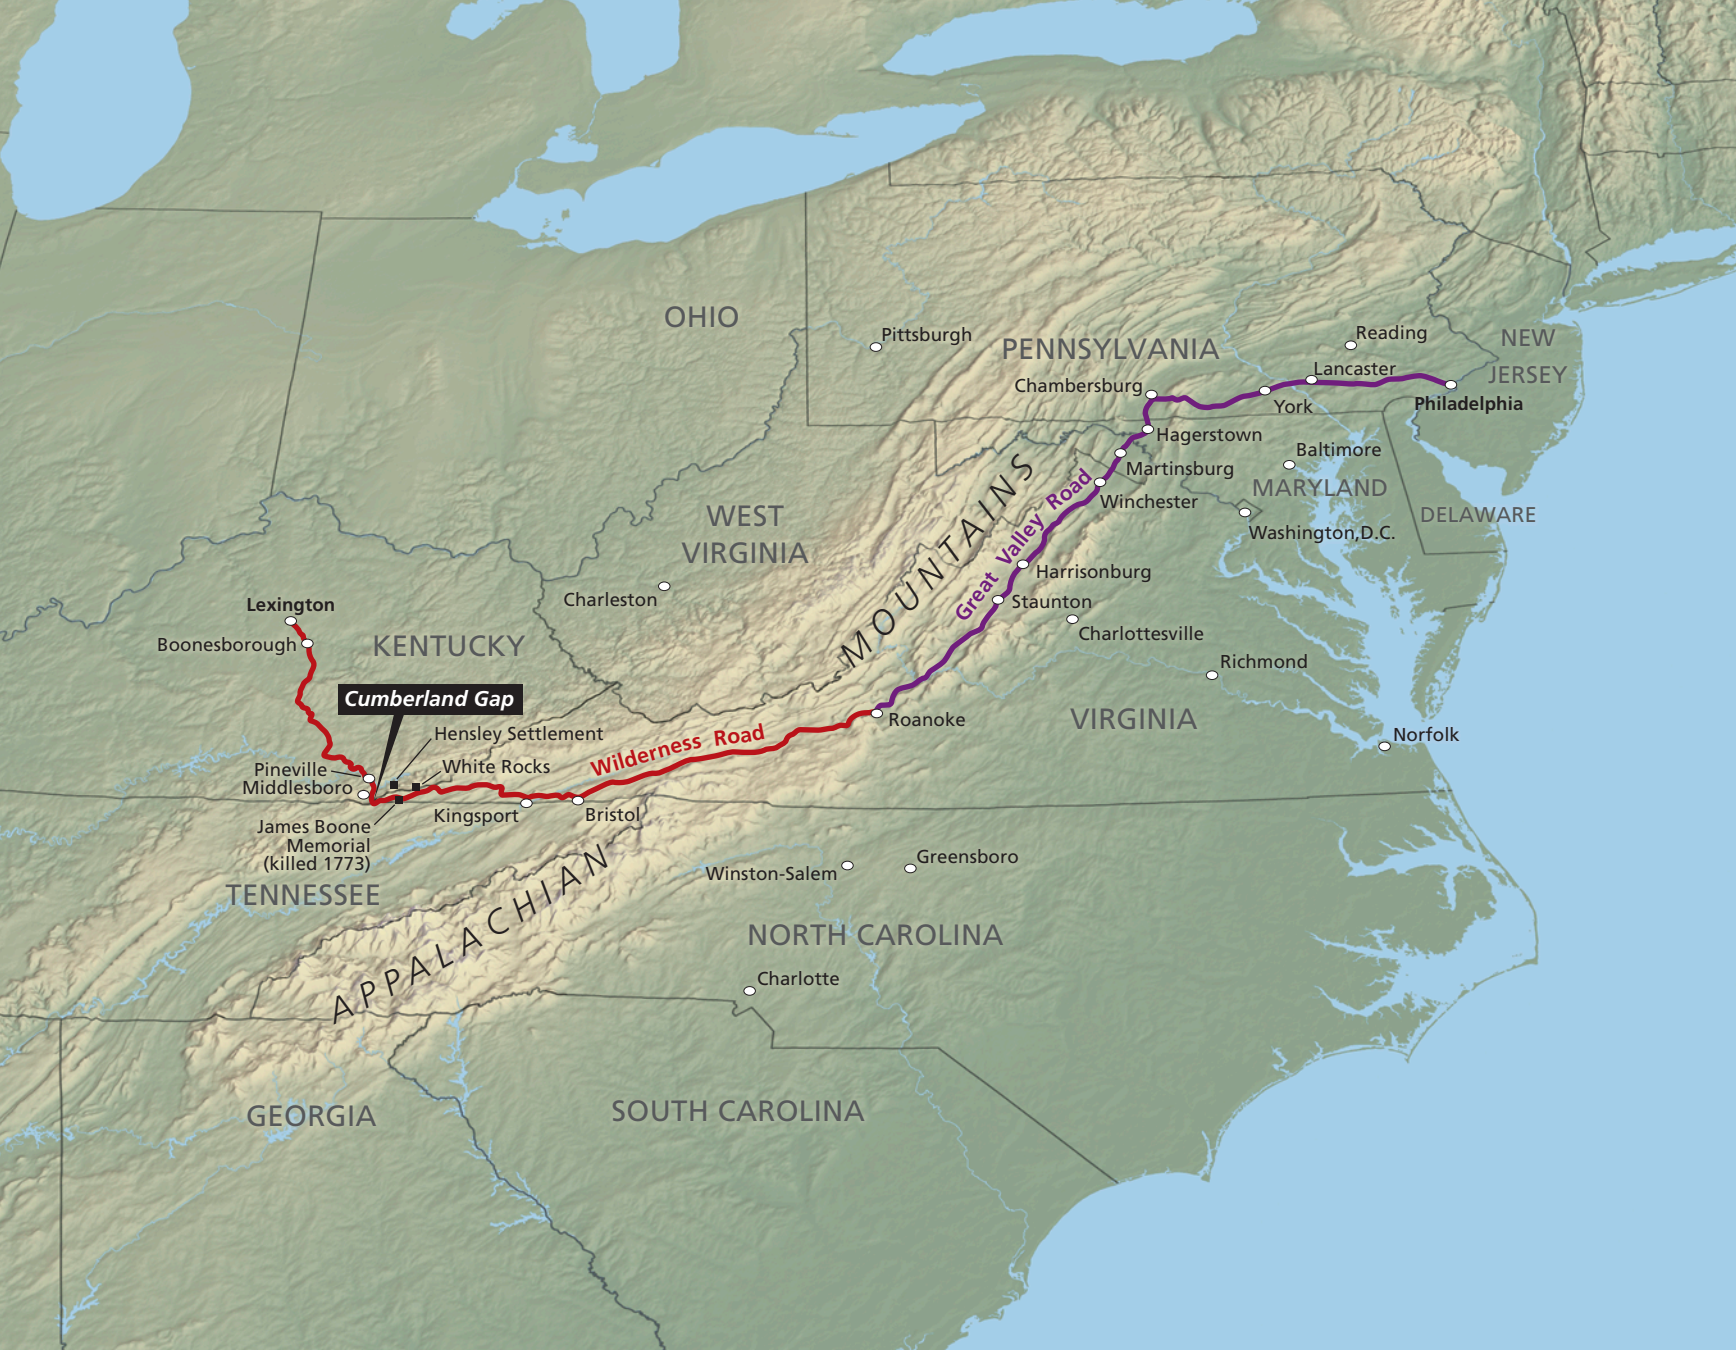 OHIO
Pittsburgh
PENNSYLVANIA
Reading
NEW
JERSEY
Lancaster
Chambersburg
York
Philadelphia
Hagerstown
Baltimore
Martinsburg
MARYLAND
Winchester
DELAWARE
Washington,D.C.
WEST
VIRGINIA
Great Valley Road
MOUNTAINS
Harrisonburg
Charleston
Staunton
Lexington
Charlottesville
Boonesborough
KENTUCKY
Richmond
Cumberland Gap
Roanoke
VIRGINIA
Hensley Settlement
Norfolk
Wilderness Road
Pineville
White Rocks
Middlesboro
Kingsport
Bristol
James Boone
Memorial
(killed 1773)
Greensboro
Winston-Salem
TENNESSEE
APPALACHIAN
NORTH CAROLINA
Charlotte
GEORGIA
SOUTH CAROLINA